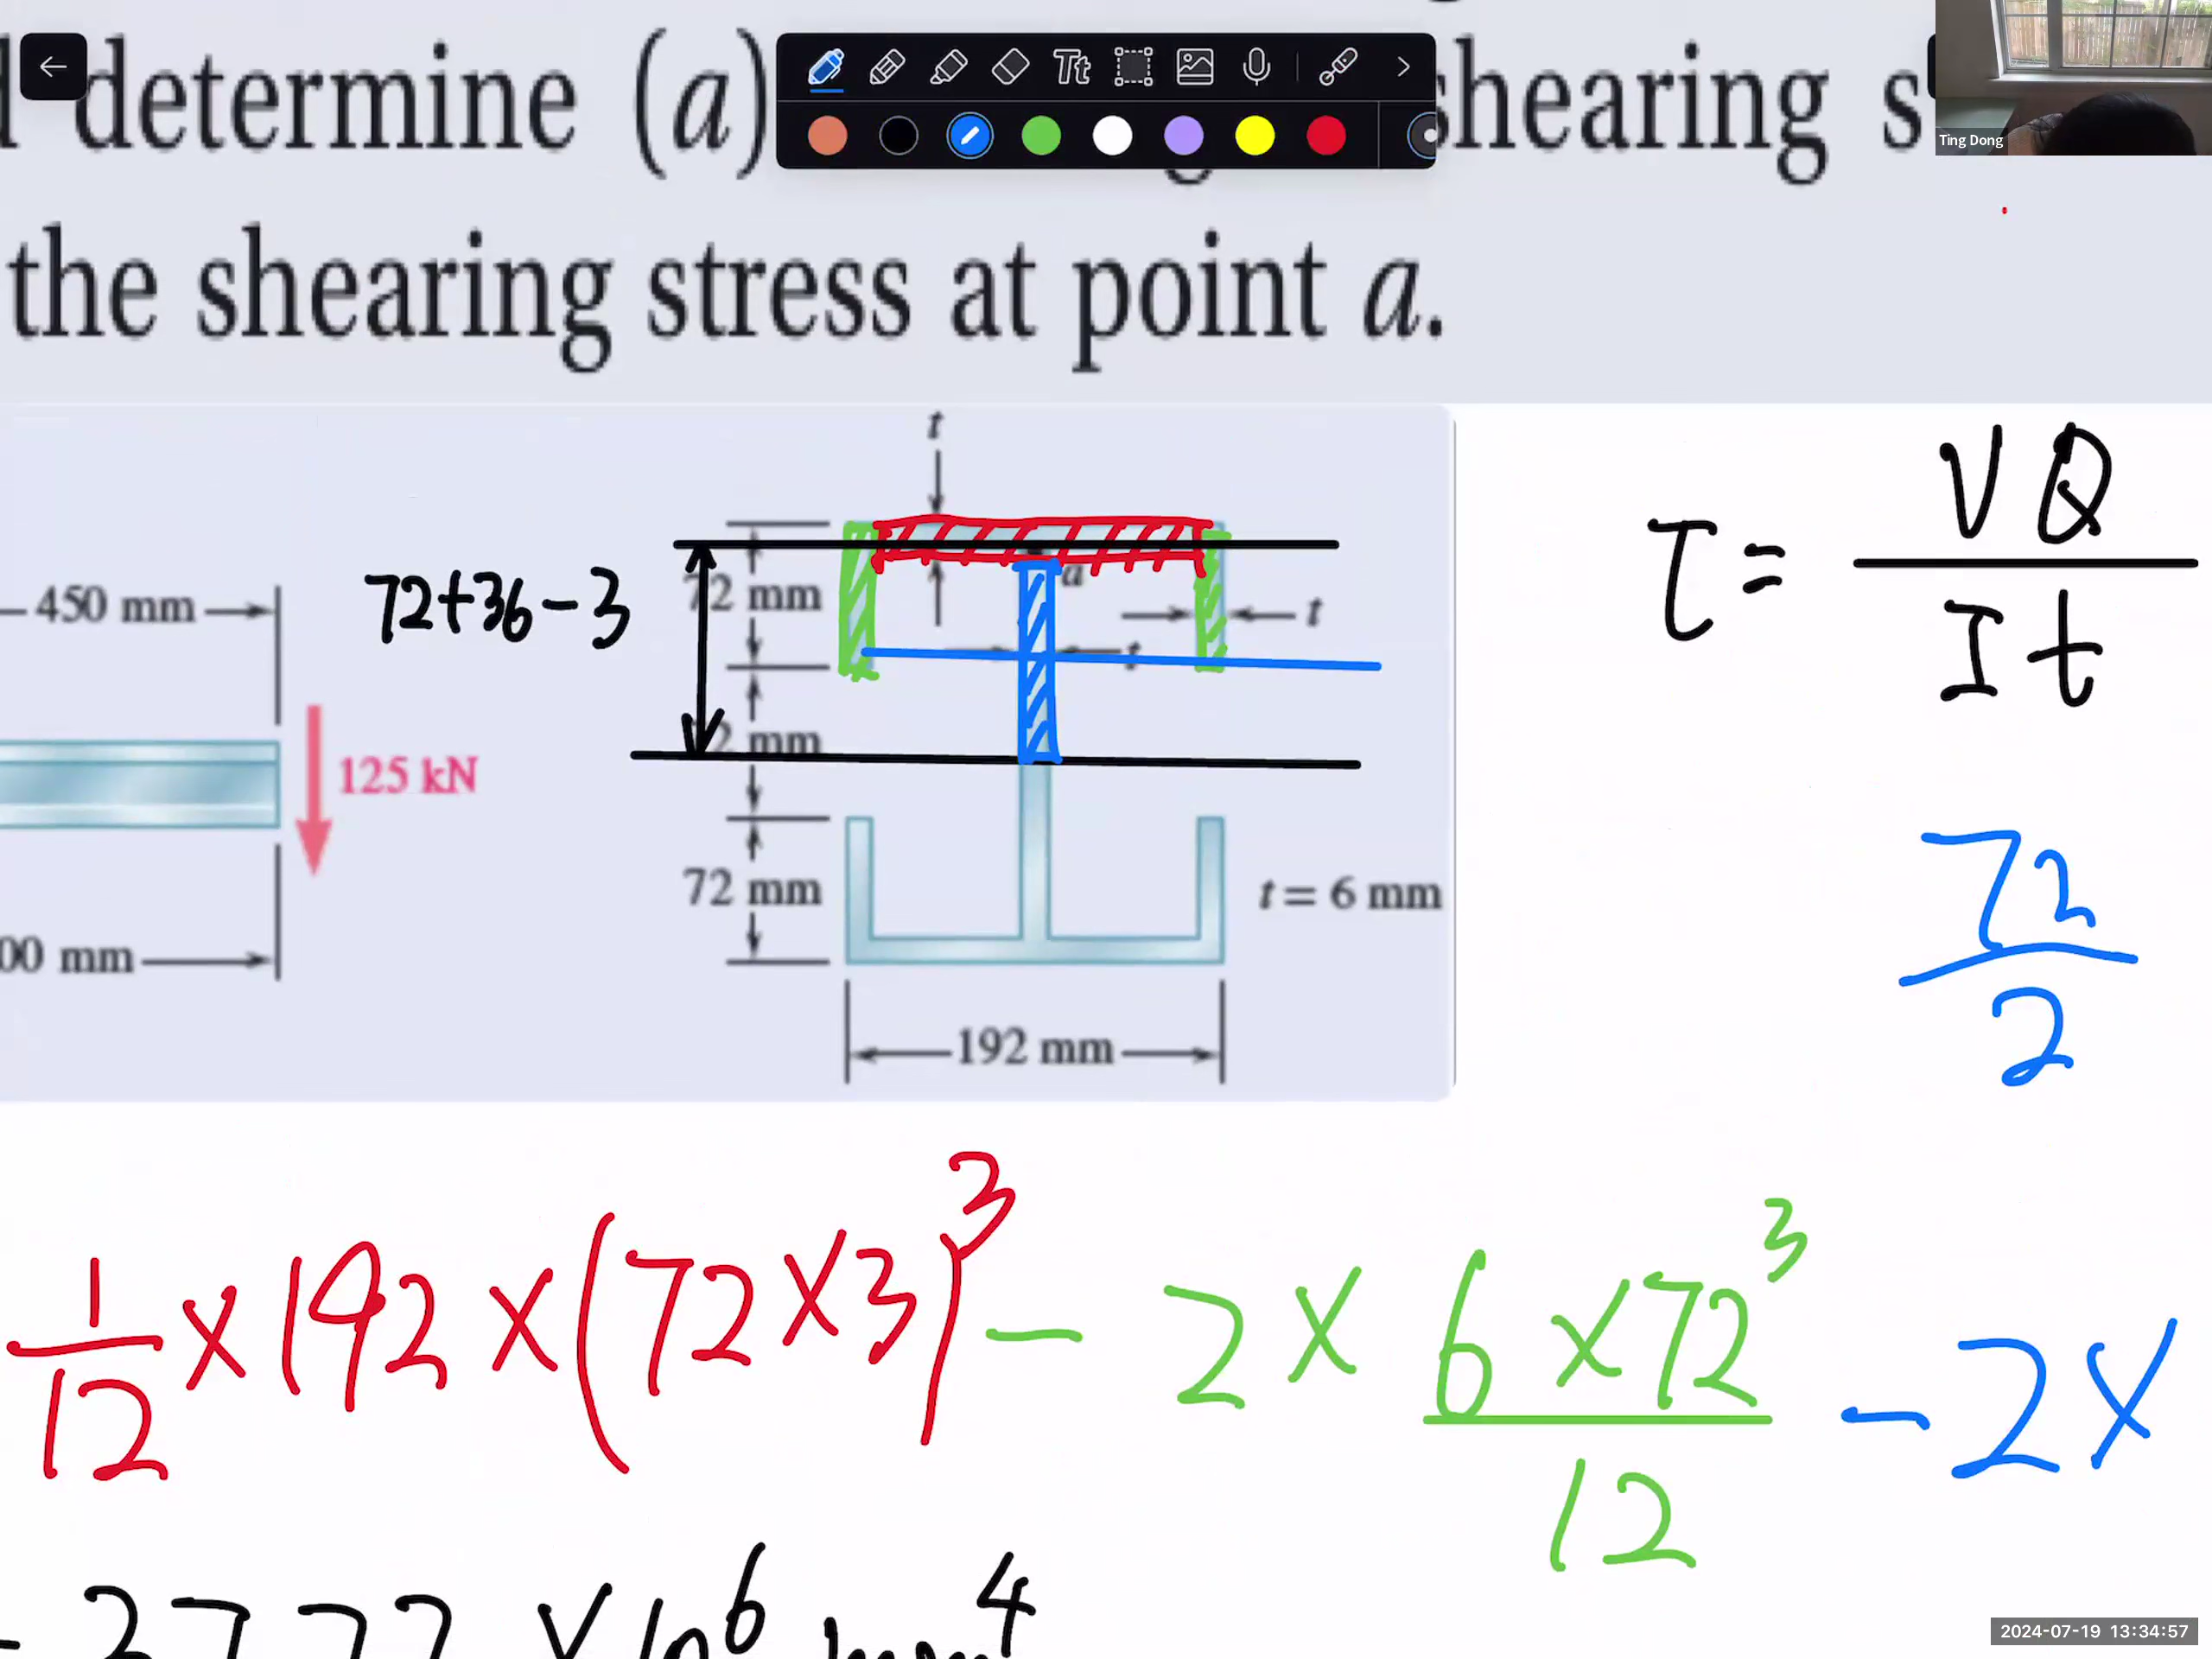 determine (a) shearing s
the shearing stress at point a.
Tt
Ting Dong
t
τ = VQ / It
72+36-3
72 mm
a
450 mm
t
t
2 mm
125 kN
72 mm
t = 6 mm
72 / 2
00 mm
192 mm
1/12 × 192 × (72×3)³ - 2 × 6×72³/12 - 2×
× 10⁶ mm⁴
2024-07-19 13:34:57